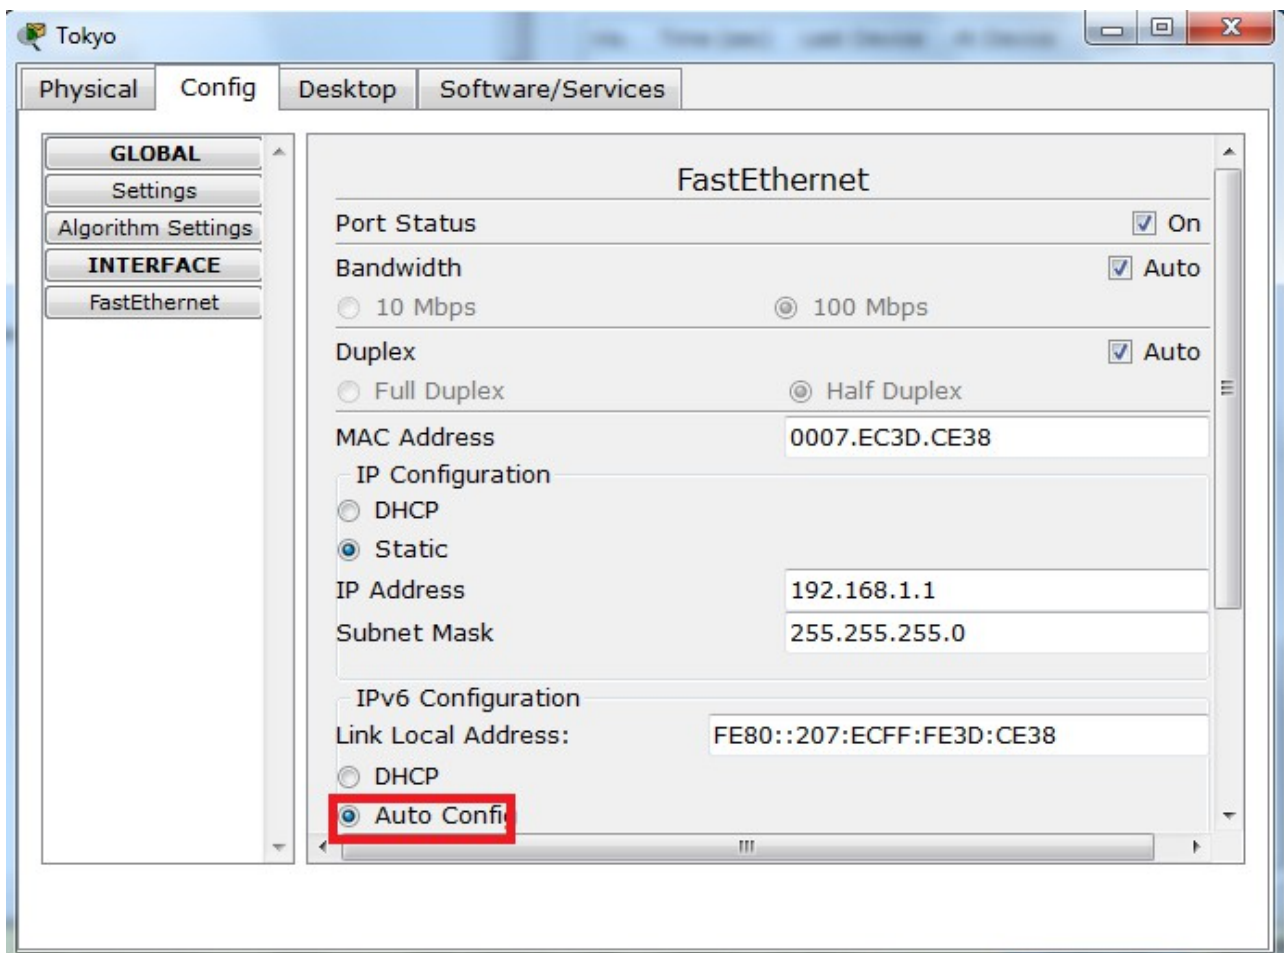 Tokyo
Physical Config Desktop Software/Services
GLOBAL
Settings
Algorithm Settings
INTERFACE
FastEthernet
FastEthernet
Port Status On
Bandwidth Auto
10 Mbps 100 Mbps
Duplex Auto
Full Duplex Half Duplex
MAC Address 0007.EC3D.CE38
IP Configuration
DHCP
Static
IP Address 192.168.1.1
Subnet Mask 255.255.255.0
IPv6 Configuration
Link Local Address: FE80::207:ECFF:FE3D:CE38
DHCP
Auto Config